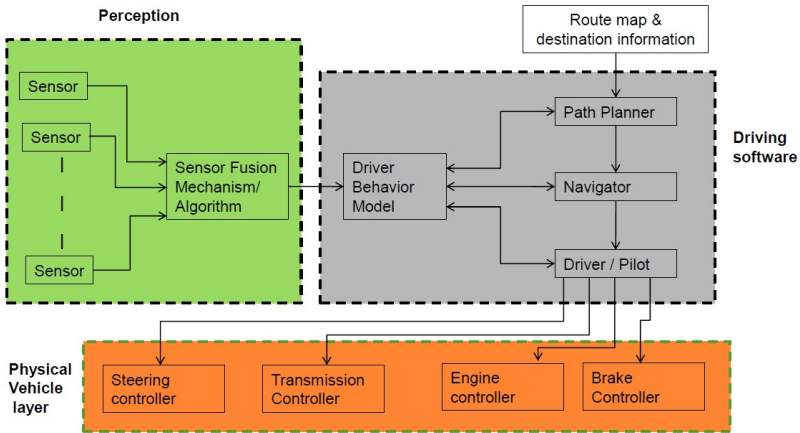 Perception
Route map &
destination information
Sensor
Sensor
Sensor Fusion
Mechanism/
Algorithm
Sensor
Driver
Behavior
Model
Path Planner
Navigator
Driver / Pilot
Driving
software
Physical
Vehicle
layer
Steering
controller
Transmission
Controller
Engine
controller
Brake
Controller